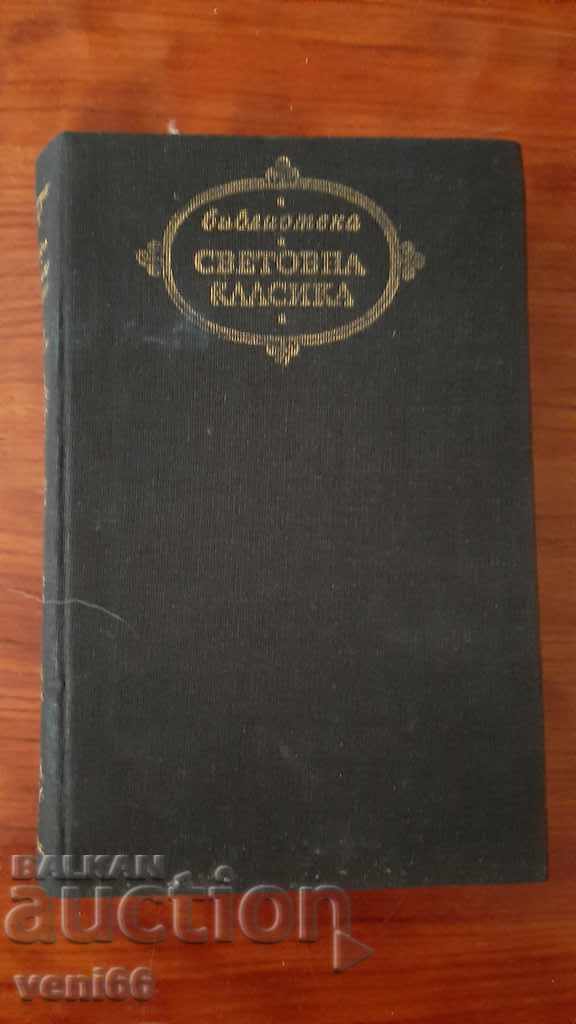 библиотека
СВЕТОВНА
КЛАСИКА
BALKAN
auction
veni66